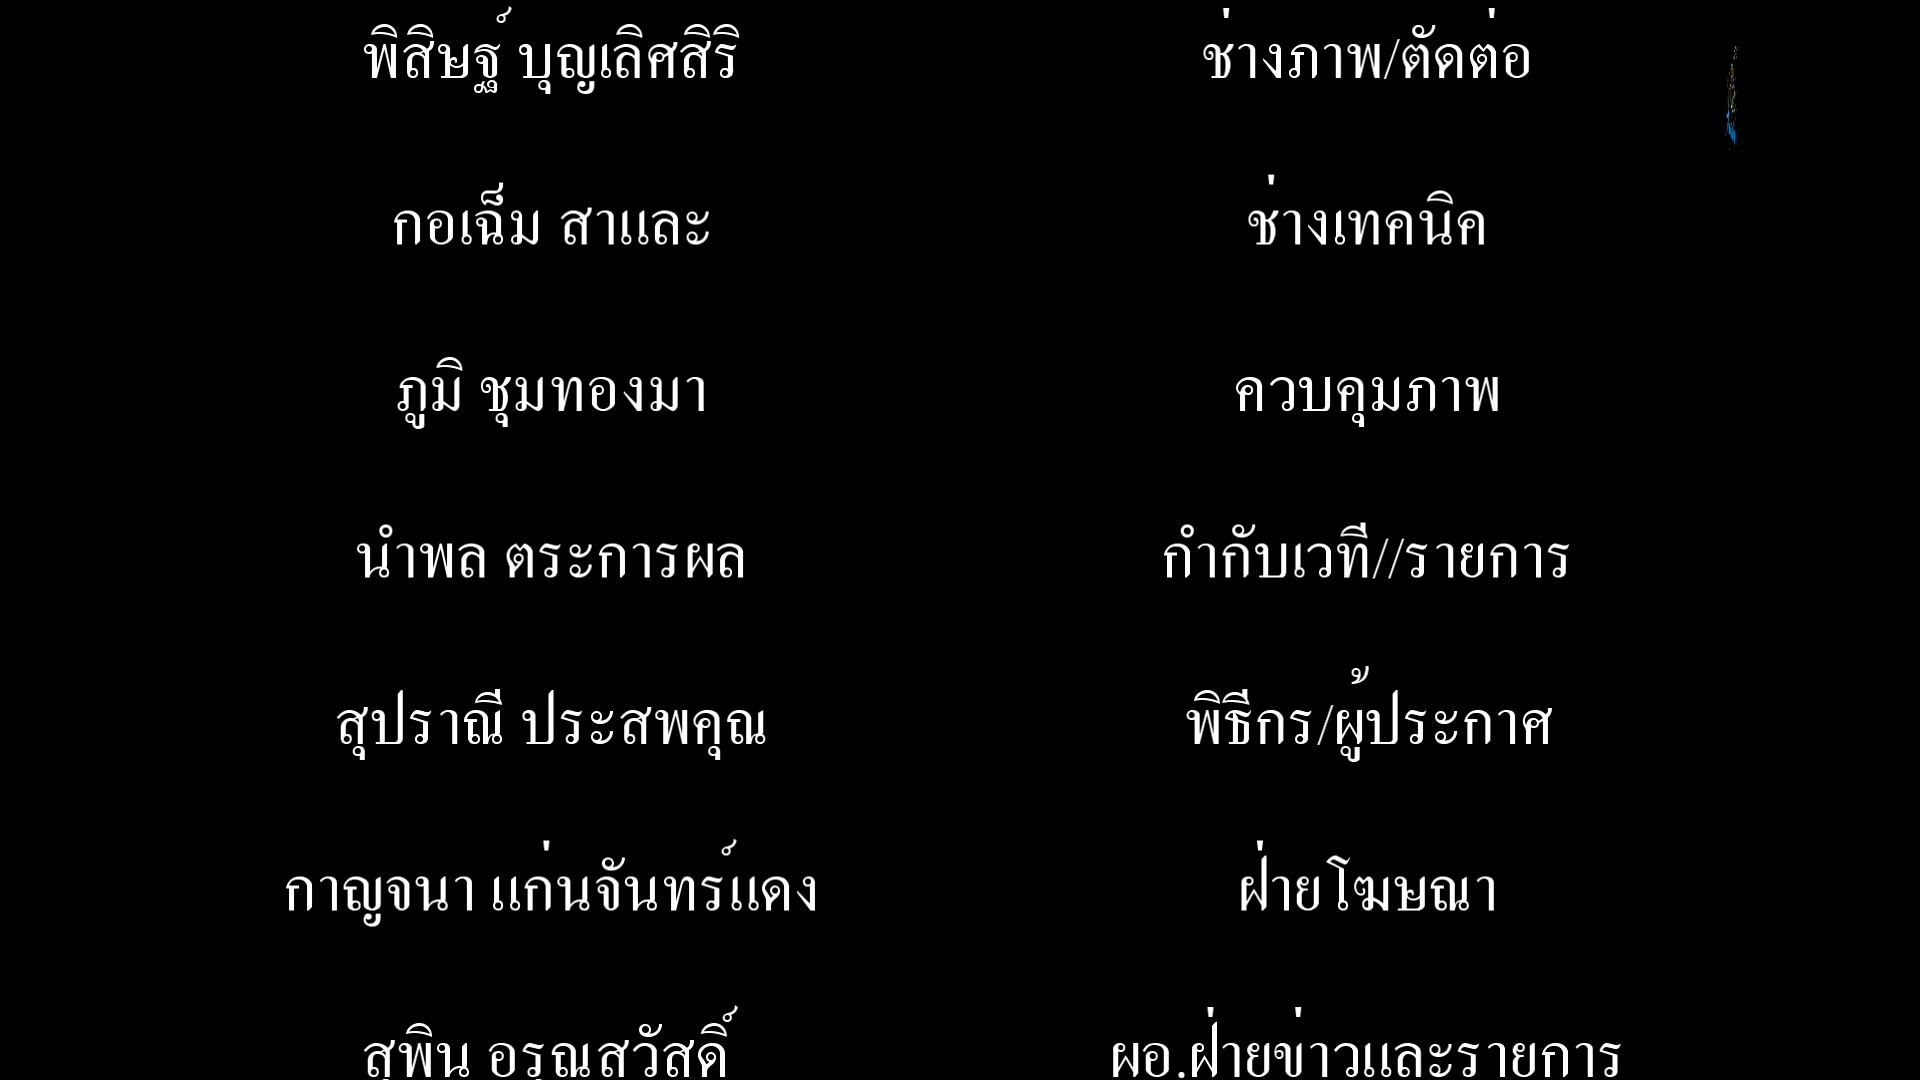 พิสิษฐ์ บุญเลิศสิริ ช่างภาพ/ตัดต่อ
กอเฉ็ม สาและ ช่างเทคนิค
ภูมิ ชุมทองมา ควบคุมภาพ
นำพล ตระการผล กำกับเวที//รายการ
สุปราณี ประสพคุณ พิธีกร/ผู้ประกาศ
กาญจนา แก่นจันทร์แดง ฝ่ายโฆษณา
สุพิน อรุณสวัสดิ์ ผอ.ฝ่ายข่าวและรายการ